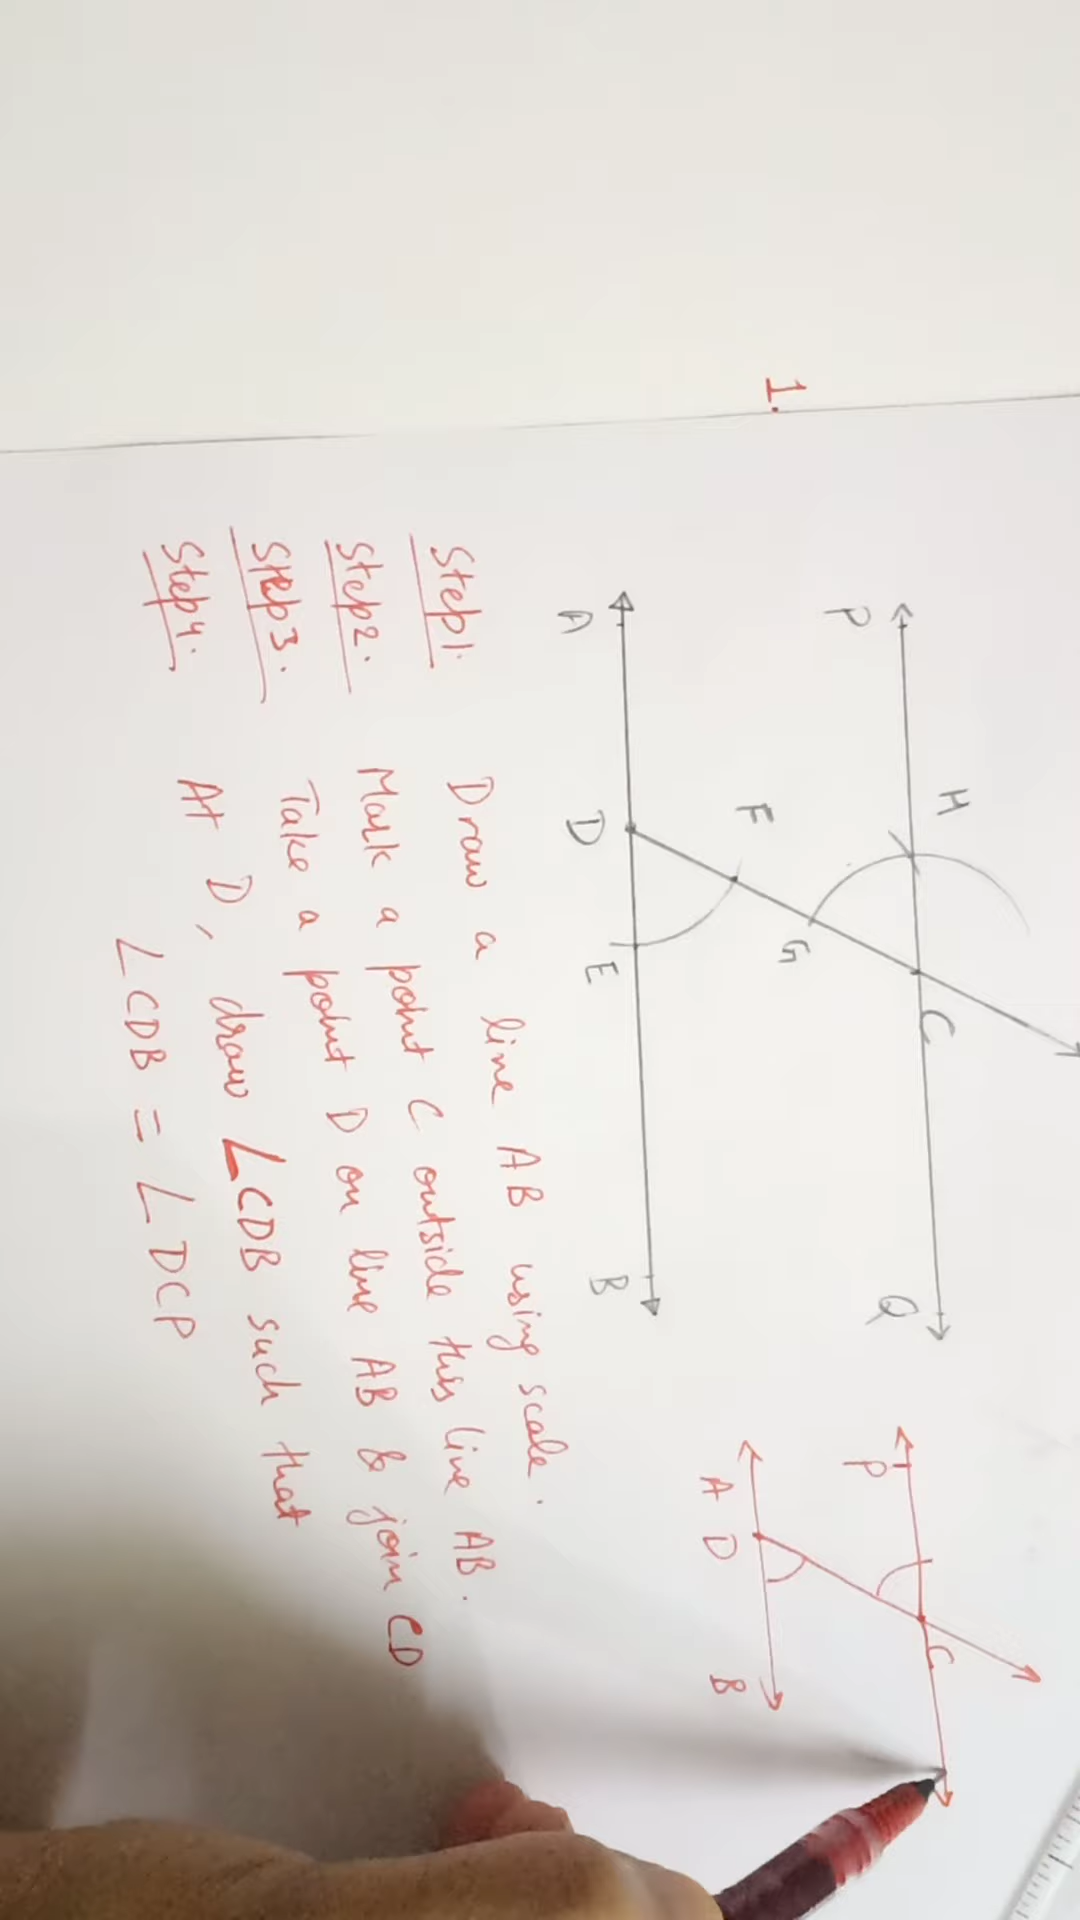 1.
P H C Q
F G
A D E B
P C
A D B
Step1. Draw a line AB using scale.
Step2. Mark a point C outside this line AB.
Step3. Take a point D on line AB & join CD
Step4. At D, draw ∠CDB such that
∠CDB = ∠DCP